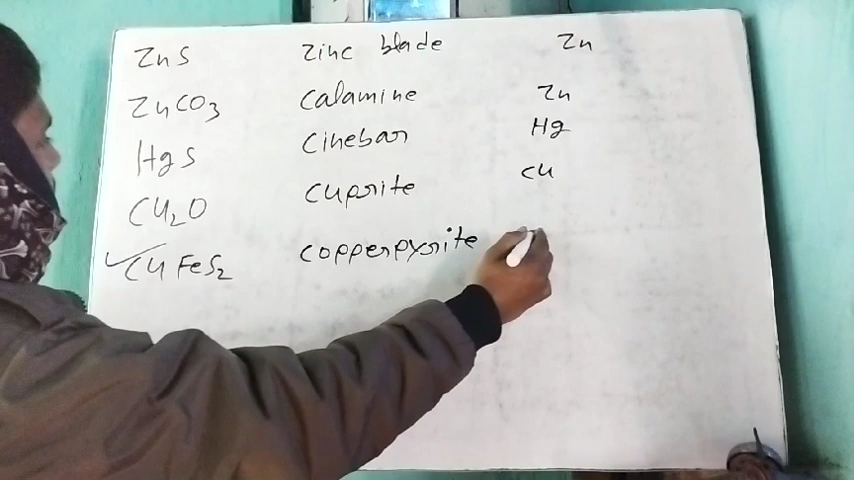 ZnS zinc blade Zn
ZnCO3 calamine Zn
HgS cinebar Hg
Cu2O cuprite Cu
✓CuFeS2 copperpyrite